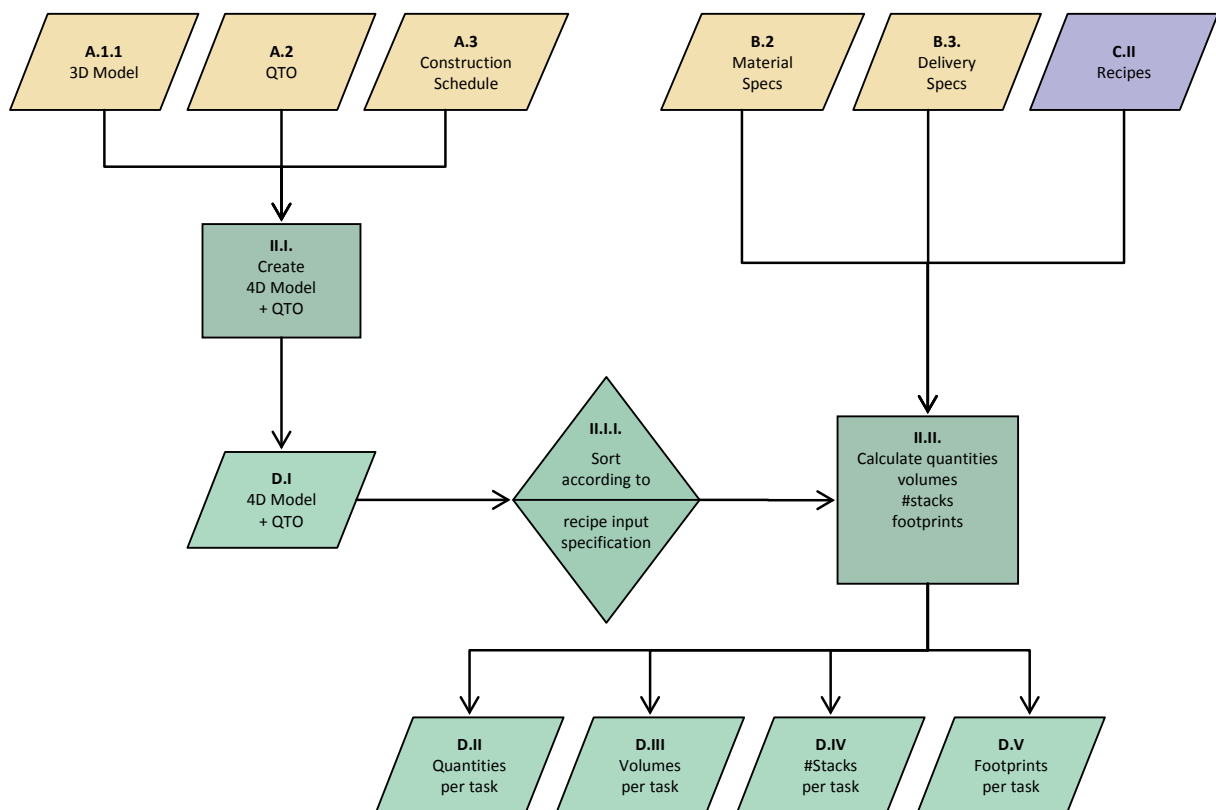 A.1.1
3D Model
A.2
QTO
A.3
Construction
Schedule
B.2
Material
Specs
B.3.
Delivery
Specs
C.II
Recipes
II.I.
Create
4D Model
+ QTO
D.I
4D Model
+ QTO
II.I.I.
Sort
according to
recipe input
specification
II.II.
Calculate quantities
volumes
#stacks
footprints
D.II
Quantities
per task
D.III
Volumes
per task
D.IV
#Stacks
per task
D.V
Footprints
per task